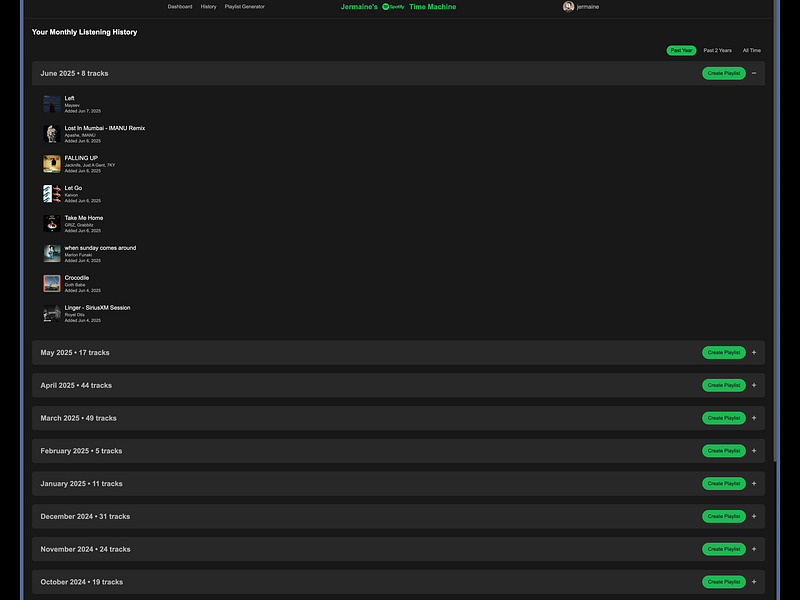 Dashboard History Playlist Generator Jermaine's Spotify Time Machine jermaine
Your Monthly Listening History
Past Year Past 2 Years All Time
June 2025 • 8 tracks Create Playlist −
Left
Added Jun 7, 2025
Lost In Mumbai - IMANU Remix
Apashe, IMANU
Added Jun 6, 2025
FALLING UP
Jacknife, Just A Gent, 7KY
Added Jun 6, 2025
Let Go
Kaivon
Added Jun 6, 2025
Take Me Home
GRiZ, Grabbitz
Added Jun 6, 2025
when sunday comes around
Marlon Funaki
Added Jun 4, 2025
Crocodile
Goth Babe
Added Jun 4, 2025
Linger - SiriusXM Session
Royel Otis
Added Jun 4, 2025
May 2025 • 17 tracks Create Playlist +
April 2025 • 44 tracks Create Playlist +
March 2025 • 49 tracks Create Playlist +
February 2025 • 5 tracks Create Playlist +
January 2025 • 11 tracks Create Playlist +
December 2024 • 31 tracks Create Playlist +
November 2024 • 24 tracks Create Playlist +
October 2024 • 19 tracks Create Playlist +